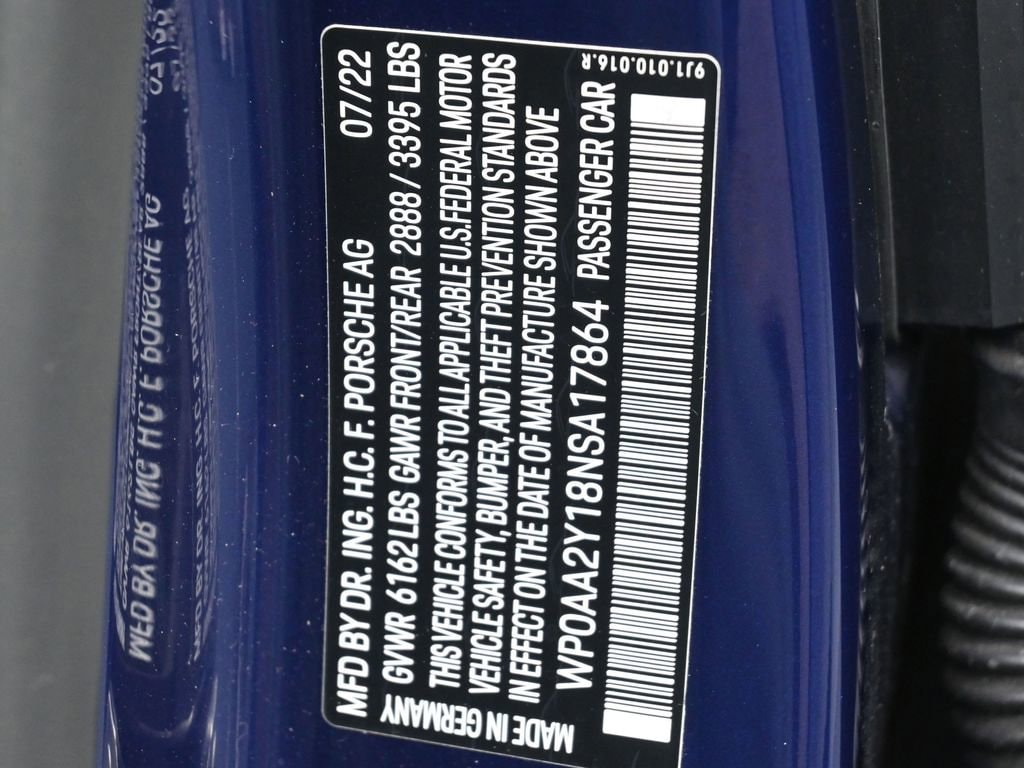 MFD BY DR. ING. H.C. F. PORSCHE AG 07/22
GVWR 6162 LBS GAWR FRONT/REAR 2888 / 3395 LBS
THIS VEHICLE CONFORMS TO ALL APPLICABLE U.S. FEDERAL MOTOR
VEHICLE SAFETY, BUMPER, AND THEFT PREVENTION STANDARDS
IN EFFECT ON THE DATE OF MANUFACTURE SHOWN ABOVE
WP0AA2Y18NSA17864 PASSENGER CAR
MADE IN GERMANY
9J1.010.016.R